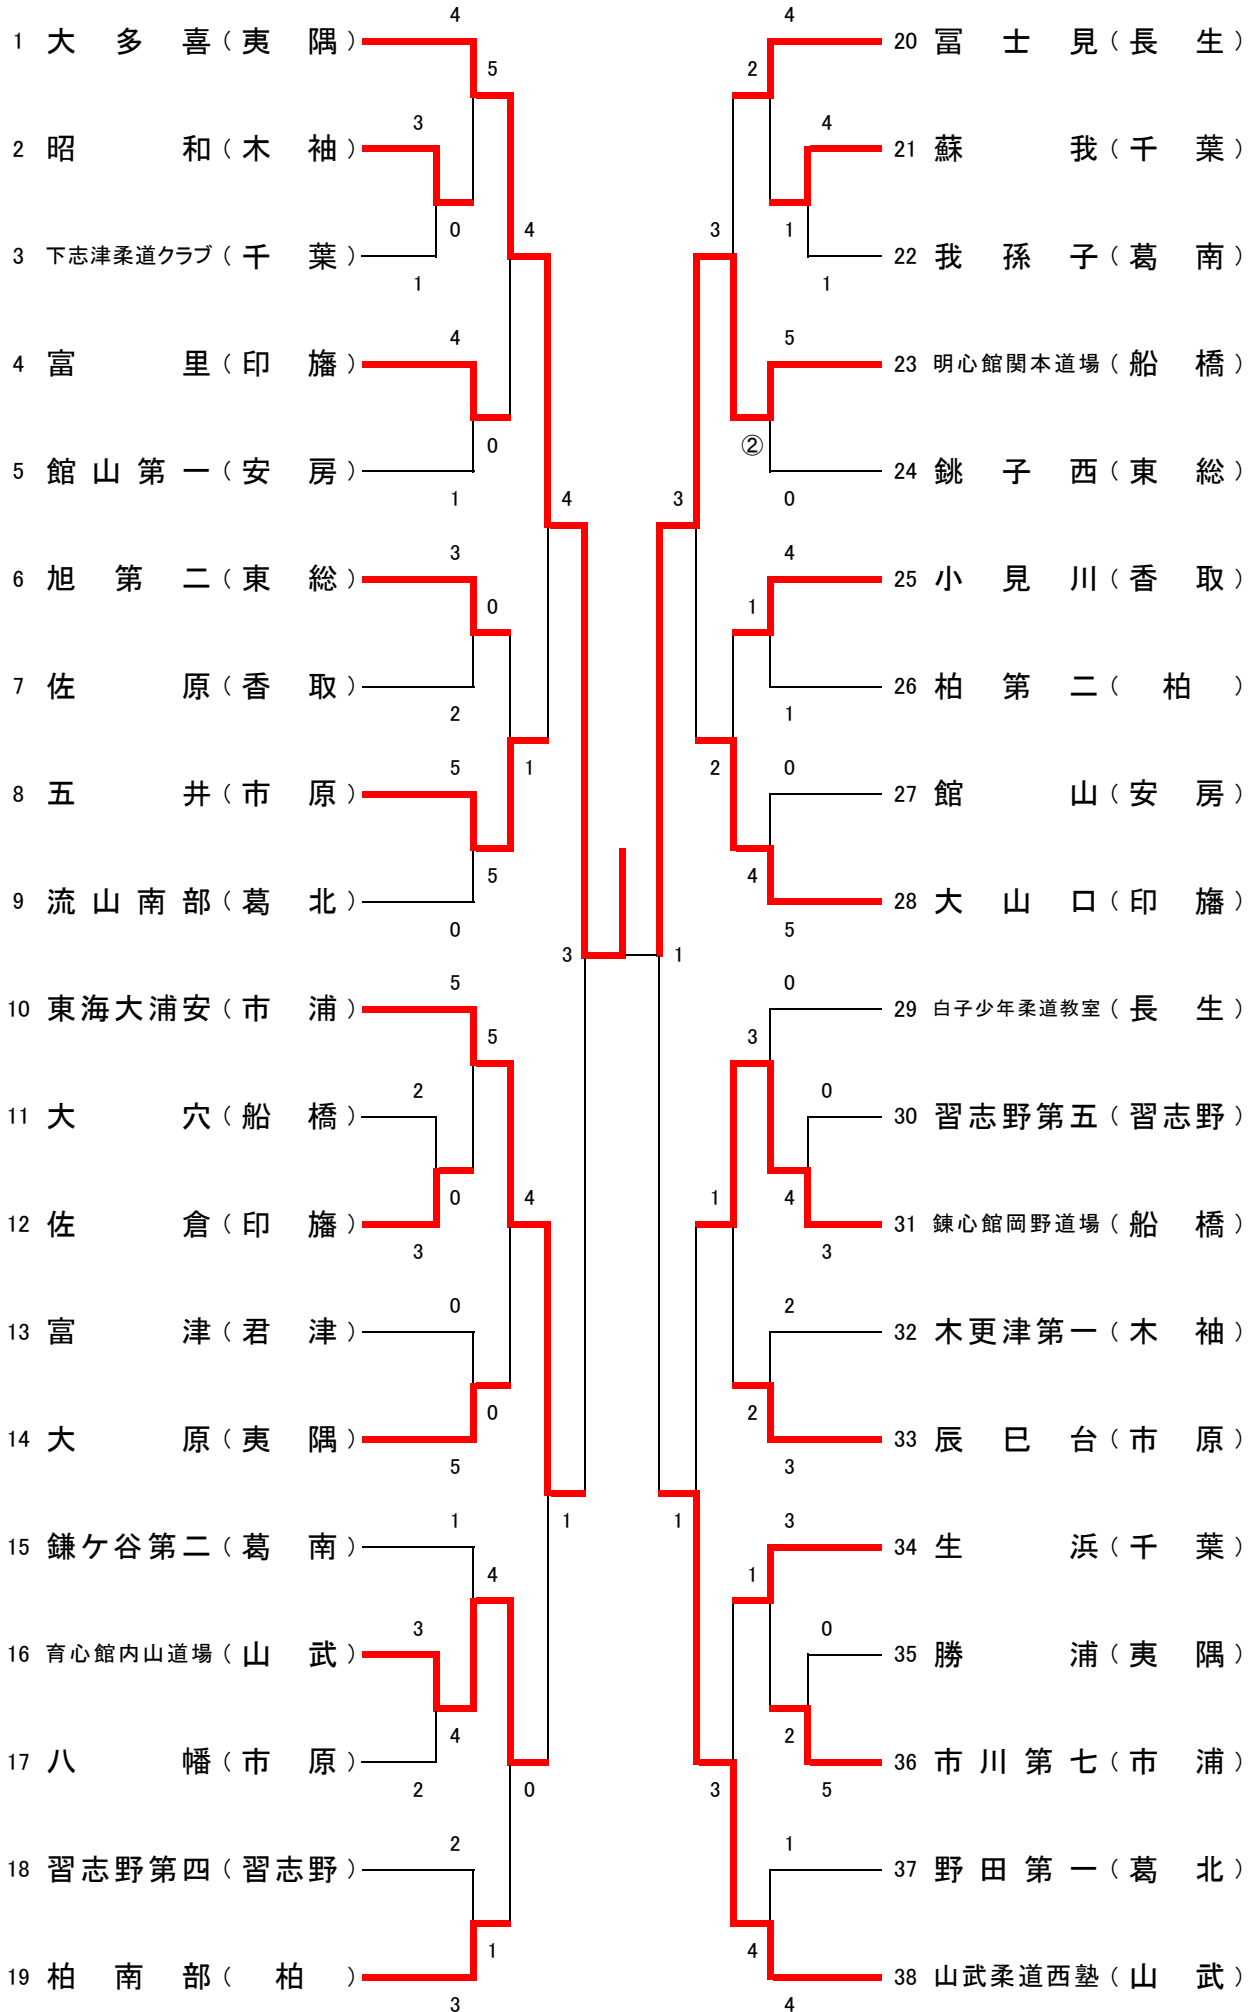 1 大多喜（夷隅）
2 昭和（木袖）
3 下志津柔道クラブ（千葉）
4 富里（印旛）
5 館山第一（安房）
6 旭第二（東総）
7 佐原（香取）
8 五井（市原）
9 流山南部（葛北）
10 東海大浦安（市浦）
11 大穴（船橋）
12 佐倉（印旛）
13 富津（君津）
14 大原（夷隅）
15 鎌ケ谷第二（葛南）
16 育心館内山道場（山武）
17 八幡（市原）
18 習志野第四（習志野）
19 柏南部（柏）
4
5
3
0
1
4
4
0
1
4
3
0
2
5
1
5
0
3
5
5
2
0
3
4
0
0
5
1
1
4
3
4
2
0
2
1
3
20 冨士見（長生）
21 蘇我（千葉）
22 我孫子（葛南）
23 明心館関本道場（船橋）
24 銚子西（東総）
25 小見川（香取）
26 柏第二（柏）
27 館山（安房）
28 大山口（印旛）
29 白子少年柔道教室（長生）
30 習志野第五（習志野）
31 錬心館岡野道場（船橋）
32 木更津第一（木袖）
33 辰巳台（市原）
34 生浜（千葉）
35 勝浦（夷隅）
36 市川第七（市浦）
37 野田第一（葛北）
38 山武柔道西塾（山武）
4
2
4
3
1
1
5
②
0
3
4
1
1
2
0
4
5
1
0
3
0
1
4
3
2
2
3
1
3
1
0
2
5
3
1
4
4